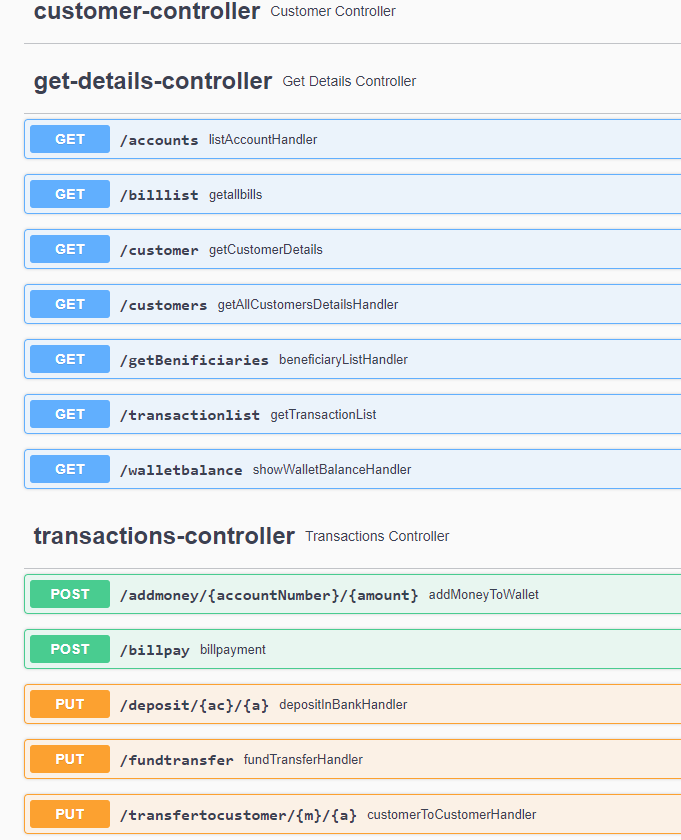 customer-controller Customer Controller
get-details-controller Get Details Controller
GET /accounts listAccountHandler
GET /billlist getallbills
GET /customer getCustomerDetails
GET /customers getAllCustomersDetailsHandler
GET /getBenificiaries beneficiaryListHandler
GET /transactionlist getTransactionList
GET /walletbalance showWalletBalanceHandler
transactions-controller Transactions Controller
POST /addmoney/{accountNumber}/{amount} addMoneyToWallet
POST /billpay billpayment
PUT /deposit/{ac}/{a} depositInBankHandler
PUT /fundtransfer fundTransferHandler
PUT /transfertocustomer/{m}/{a} customerToCustomerHandler